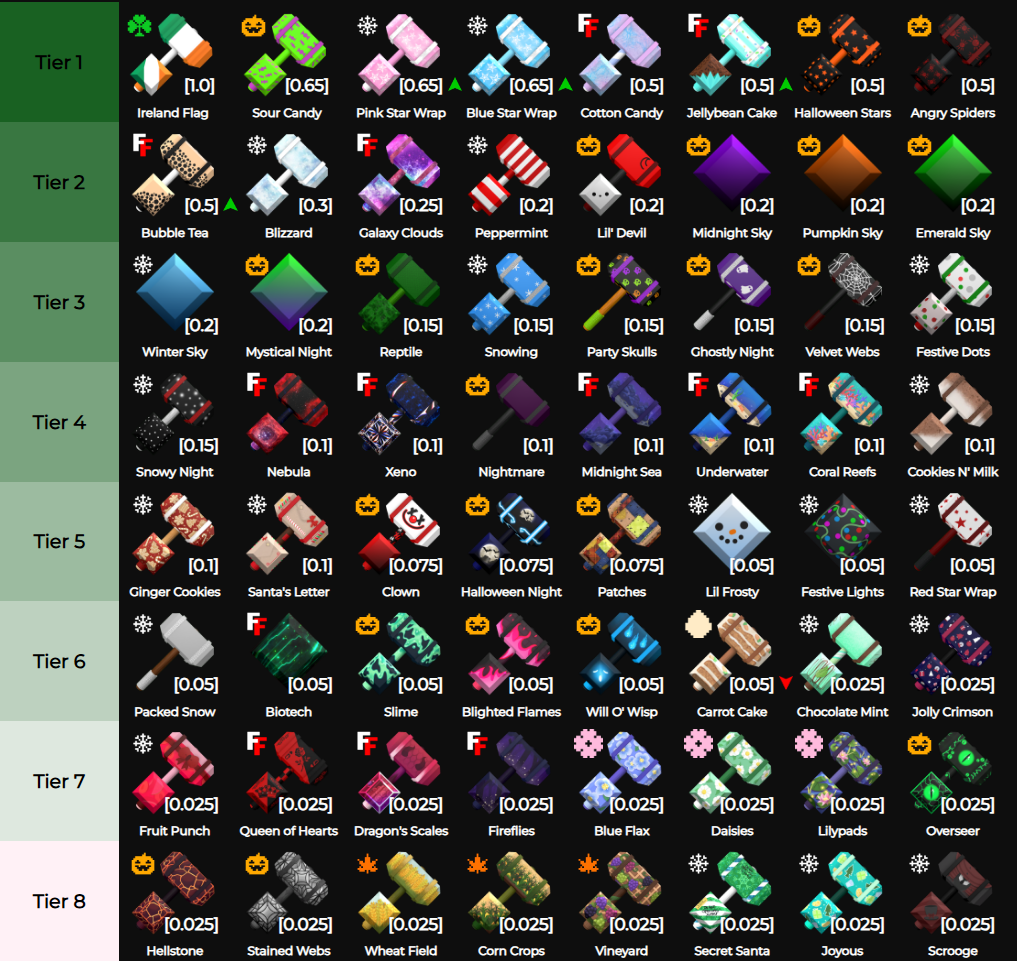 Tier 1
[1.0] [0.65] [0.65] [0.65] [0.5] [0.5] [0.5] [0.5]
Ireland Flag Sour Candy Pink Star Wrap Blue Star Wrap Cotton Candy Jellybean Cake Halloween Stars Angry Spiders
Tier 2
[0.5] [0.3] [0.25] [0.2] [0.2] [0.2] [0.2] [0.2]
Bubble Tea Blizzard Galaxy Clouds Peppermint Lil' Devil Midnight Sky Pumpkin Sky Emerald Sky
Tier 3
[0.2] [0.2] [0.15] [0.15] [0.15] [0.15] [0.15] [0.15]
Winter Sky Mystical Night Reptile Snowing Party Skulls Ghostly Night Velvet Webs Festive Dots
Tier 4
[0.15] [0.1] [0.1] [0.1] [0.1] [0.1] [0.1] [0.1]
Snowy Night Nebula Xeno Nightmare Midnight Sea Underwater Coral Reefs Cookies N' Milk
Tier 5
[0.1] [0.1] [0.075] [0.075] [0.075] [0.05] [0.05] [0.05]
Ginger Cookies Santa's Letter Clown Halloween Night Patches Lil Frosty Festive Lights Red Star Wrap
Tier 6
[0.05] [0.05] [0.05] [0.05] [0.05] [0.05] [0.025] [0.025]
Packed Snow Biotech Slime Blighted Flames Will O' Wisp Carrot Cake Chocolate Mint Jolly Crimson
Tier 7
[0.025] [0.025] [0.025] [0.025] [0.025] [0.025] [0.025] [0.025]
Fruit Punch Queen of Hearts Dragon's Scales Fireflies Blue Flax Daisies Lilypads Overseer
Tier 8
[0.025] [0.025] [0.025] [0.025] [0.025] [0.025] [0.025] [0.025]
Hellstone Stained Webs Wheat Field Corn Crops Vineyard Secret Santa Joyous Scrooge